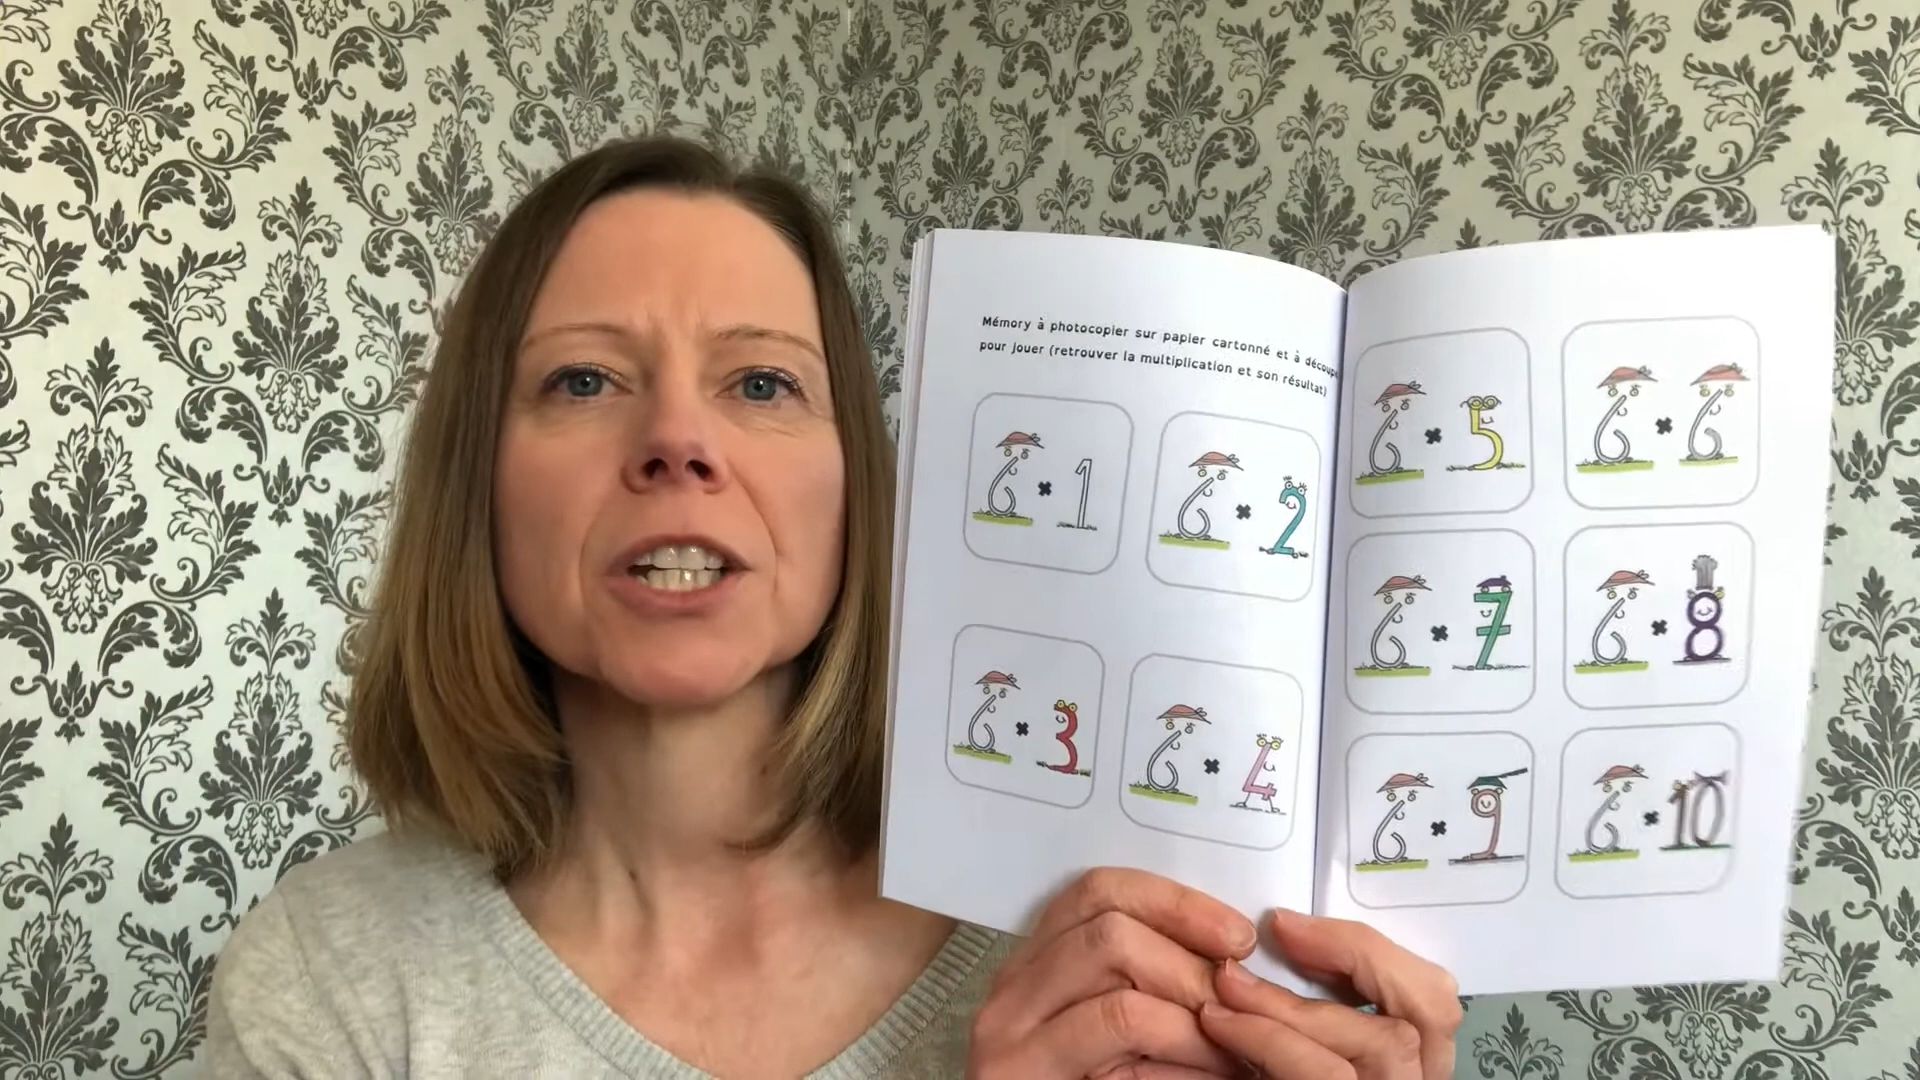 Mémory à photocopier sur papier cartonné et à découpe
pour jouer (retrouver la multiplication et son résultat)
6 × 1
6 × 2
6 × 3
6 × 4
6 × 5
6 × 6
6 × 7
6 × 8
6 × 9
6 × 10